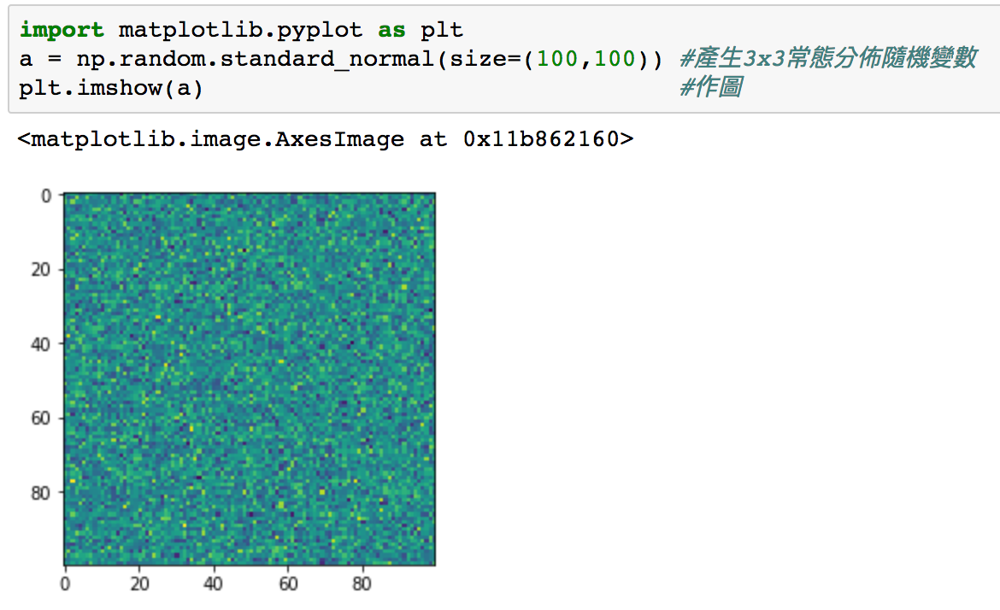 import matplotlib.pyplot as plt
a = np.random.standard_normal(size=(100,100)) #產生3x3常態分佈隨機變數
plt.imshow(a) #作圖
<matplotlib.image.AxesImage at 0x11b862160>
0
20
40
60
80
0 20 40 60 80